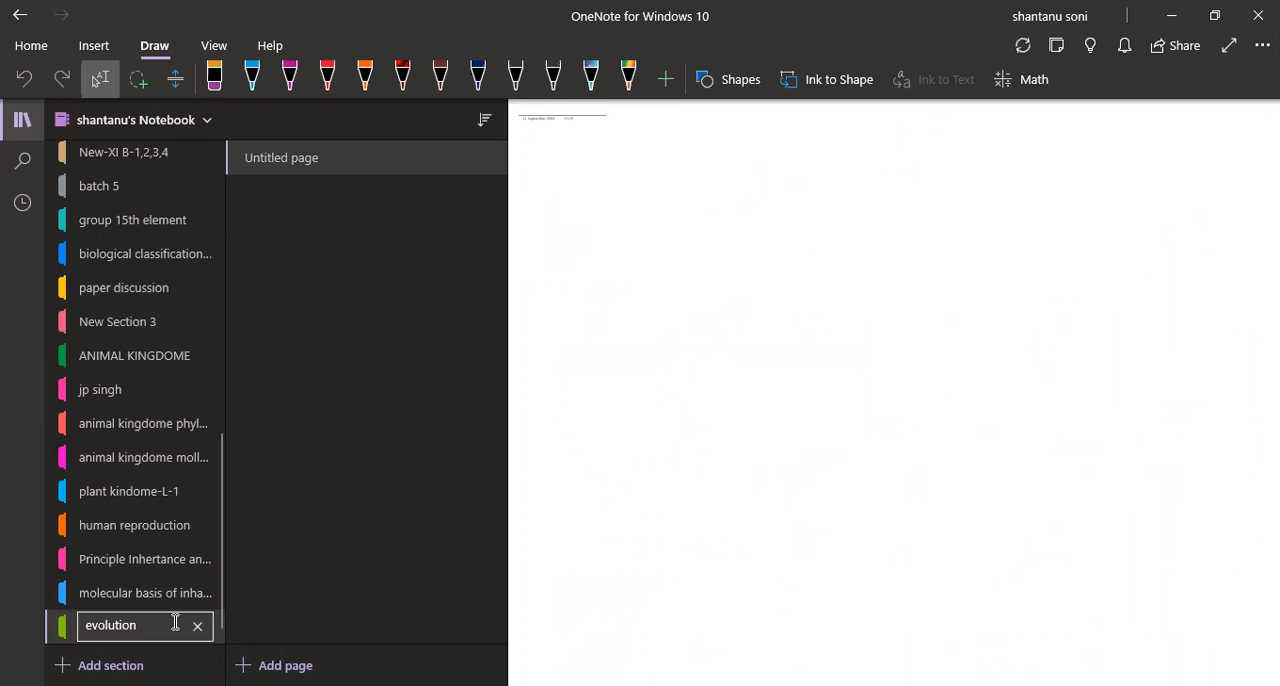 OneNote for Windows 10
shantanu soni
Home
Insert
Draw
View
Help
Share
Shapes
Ink to Shape
Ink to Text
Math
shantanu's Notebook
New-XI B-1,2,3,4
batch 5
group 15th element
biological classification...
paper discussion
New Section 3
ANIMAL KINGDOME
jp singh
animal kingdome phyl...
animal kingdome moll...
plant kindome-L-1
human reproduction
Principle Inhertance an...
molecular basis of inha...
evolution
Add section
Untitled page
Add page